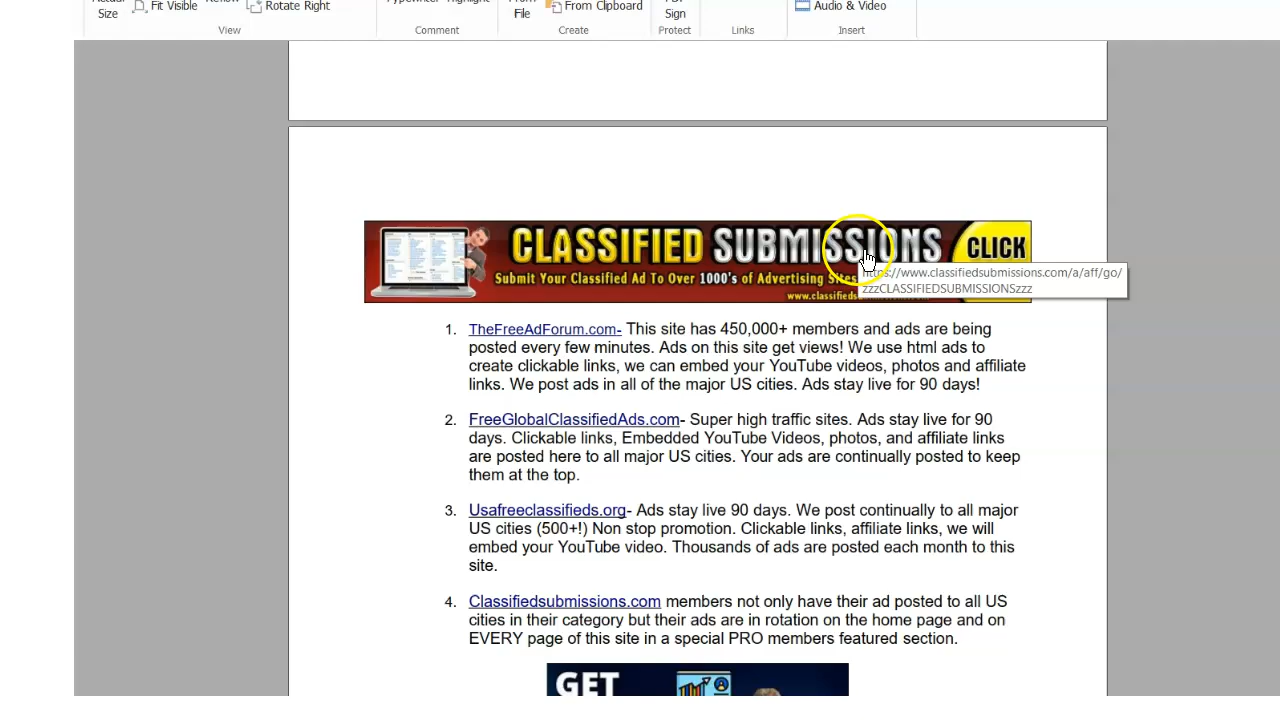 Fit Visible
Rotate Right
From Clipboard
Audio & Video
Size
File
Sign
View
Comment
Create
Protect
Links
Insert
CLASSIFIED SUBMISSIONS
CLICK
Submit Your Classified Ad To Over 1000's of Advertising
www.classified
https://www.classifiedsubmissions.com/a/aff/go/
zzzCLASSIFIEDSUBMISSIONSzzz
1. TheFreeAdForum.com- This site has 450,000+ members and ads are being
posted every few minutes. Ads on this site get views! We use html ads to
create clickable links, we can embed your YouTube videos, photos and affiliate
links. We post ads in all of the major US cities. Ads stay live for 90 days!
2. FreeGlobalClassifiedAds.com- Super high traffic sites. Ads stay live for 90
days. Clickable links, Embedded YouTube Videos, photos, and affiliate links
are posted here to all major US cities. Your ads are continually posted to keep
them at the top.
3. Usafreeclassifieds.org- Ads stay live 90 days. We post continually to all major
US cities (500+!) Non stop promotion. Clickable links, affiliate links, we will
embed your YouTube video. Thousands of ads are posted each month to this
site.
4. Classifiedsubmissions.com members not only have their ad posted to all US
cities in their category but their ads are in rotation on the home page and on
EVERY page of this site in a special PRO members featured section.
GET